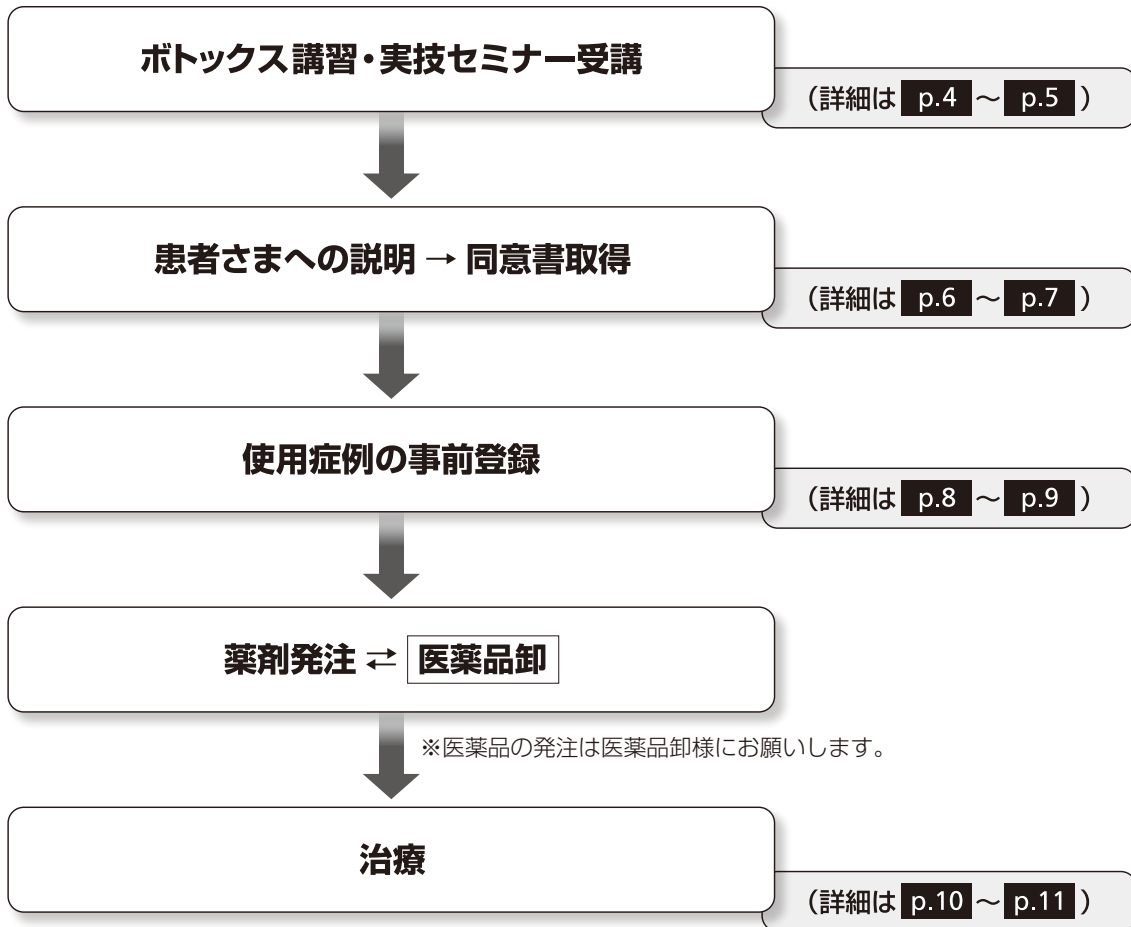 ボトックス講習・実技セミナー受講
（詳細は p.4 ～ p.5 ）
患者さまへの説明 → 同意書取得
（詳細は p.6 ～ p.7 ）
使用症例の事前登録
（詳細は p.8 ～ p.9 ）
薬剤発注 ⇄ 医薬品卸
※医薬品の発注は医薬品卸様にお願いします。
治療
（詳細は p.10 ～ p.11 ）